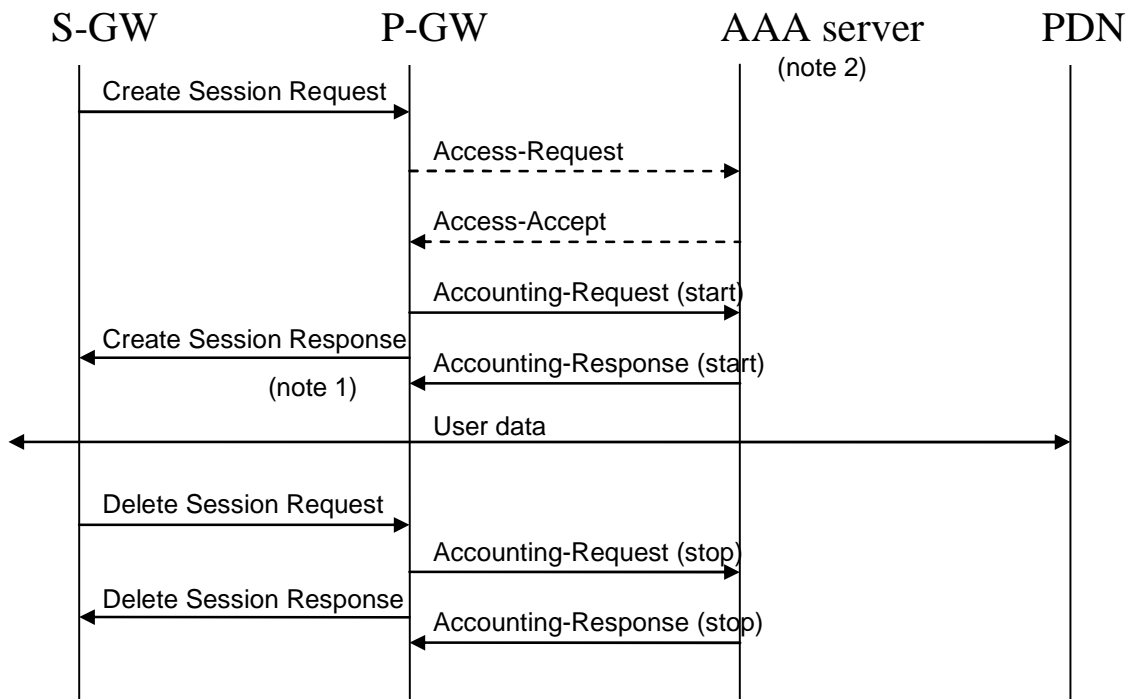 S-GW
P-GW
AAA server
PDN
(note 2)
Create Session Request
Access-Request
Access-Accept
Accounting-Request (start)
Create Session Response
Accounting-Response (start)
(note 1)
User data
Delete Session Request
Accounting-Request (stop)
Delete Session Response
Accounting-Response (stop)